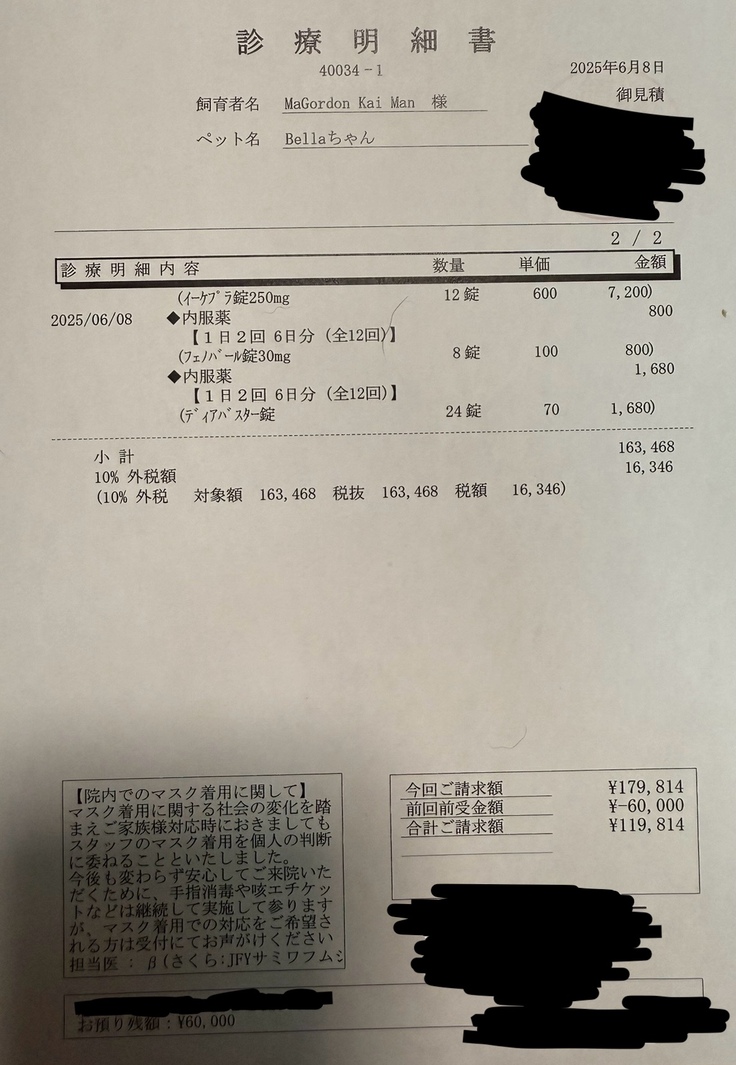 診 療 明 細 書
40034-1
2025年6月8日
御見積
飼育者名 MaGordon Kai Man 様
ペット名 Bellaちゃん
2 / 2
診 療 明 細 内 容 数量 単価 金額
(ｲｰｹﾌﾟﾗ錠250mg 12 錠 600 7,200)
2025/06/08 ◆内服薬 800
【１日２回 6日分 (全12回)】
(ﾌｪﾉﾊﾞｰﾙ錠30mg 8 錠 100 800)
◆内服薬 1,680
【１日２回 6日分 (全12回)】
(ﾃﾞｨｱﾊﾞｽﾀｰ錠 24 錠 70 1,680)
小 計 163,468
10% 外税額 16,346
(10% 外税 対象額 163,468 税抜 163,468 税額 16,346)
【院内でのマスク着用に関して】
マスク着用に関する社会の変化を踏
まえご家族様対応時におきましても
スタッフのマスク着用を個人の判断
に委ねることといたしました。
今後も変わらず安心してご来院いた
だくために、手指消毒や咳エチケッ
トなどは継続して実施して参ります
が、マスク着用での対応をご希望さ
れる方は受付にてお声がけください
担当医 : β(さくら:JFYサミワフムシ
今回ご請求額 ¥179,814
前回前受金額 ¥-60,000
合計ご請求額 ¥119,814
お預り残額：¥60,000